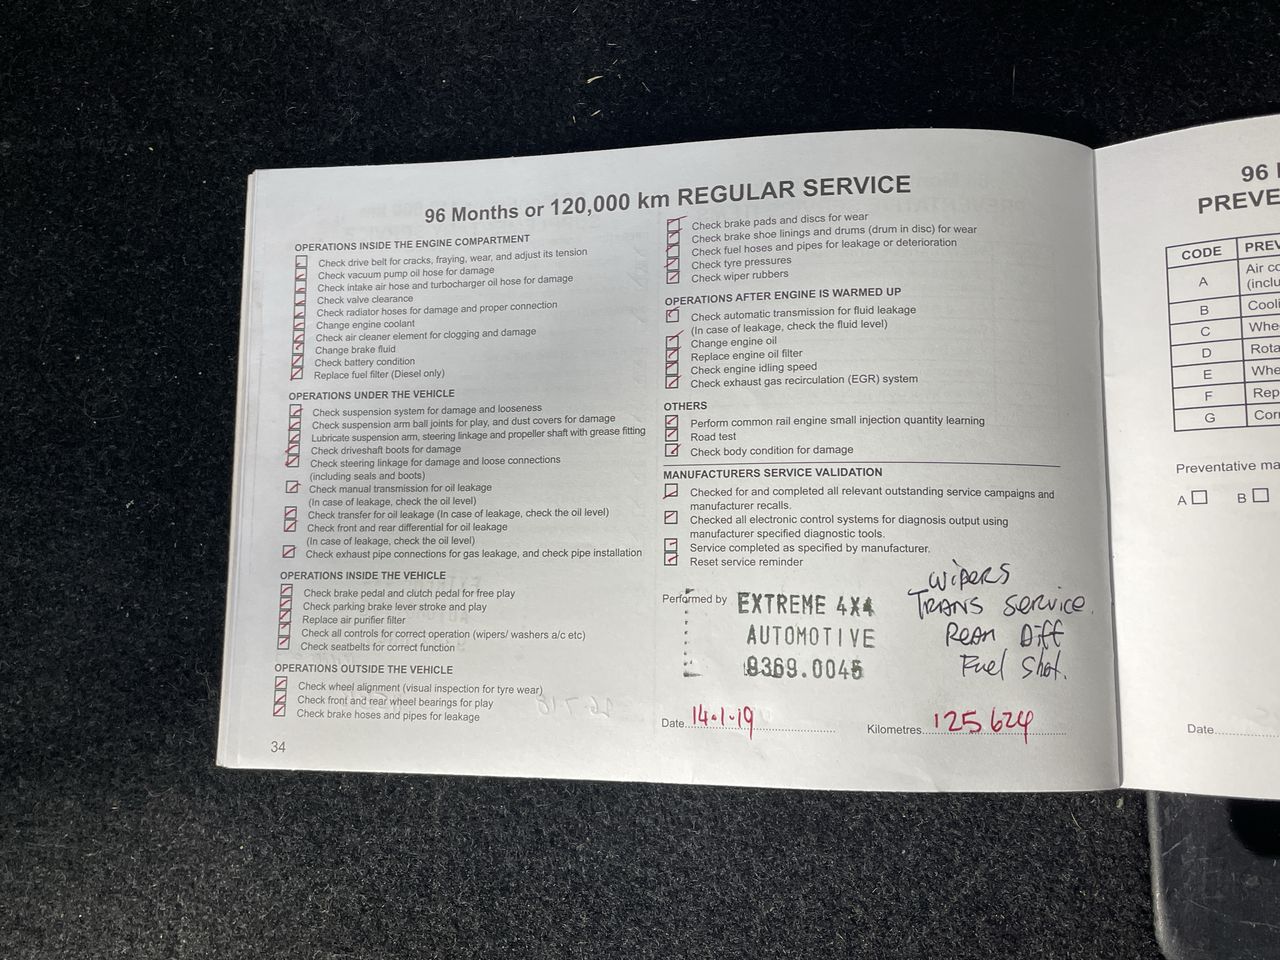 96 Months or 120,000 km REGULAR SERVICE
OPERATIONS INSIDE THE ENGINE COMPARTMENT
Check drive belt for cracks, fraying, wear, and adjust its tension
Check vacuum pump oil hose for damage
Check intake air hose and turbocharger oil hose for damage
Check valve clearance
Check radiator hoses for damage and proper connection
Change engine coolant
Check air cleaner element for clogging and damage
Change brake fluid
Check battery condition
Replace fuel filter (Diesel only)
OPERATIONS UNDER THE VEHICLE
Check suspension system for damage and looseness
Check suspension arm ball joints for play, and dust covers for damage
Lubricate suspension arm, steering linkage and propeller shaft with grease fitting
Check driveshaft boots for damage
Check steering linkage for damage and loose connections
(including seals and boots)
Check manual transmission for oil leakage
(In case of leakage, check the oil level)
Check transfer for oil leakage (In case of leakage, check the oil level)
Check front and rear differential for oil leakage
(In case of leakage, check the oil level)
Check exhaust pipe connections for gas leakage, and check pipe installation
OPERATIONS INSIDE THE VEHICLE
Check brake pedal and clutch pedal for free play
Check parking brake lever stroke and play
Replace air purifier filter
Check all controls for correct operation (wipers/ washers a/c etc)
Check seatbelts for correct function
OPERATIONS OUTSIDE THE VEHICLE
Check wheel alignment (visual inspection for tyre wear)
Check front and rear wheel bearings for play
Check brake hoses and pipes for leakage
34
Check brake pads and discs for wear
Check brake shoe linings and drums (drum in disc) for wear
Check fuel hoses and pipes for leakage or deterioration
Check tyre pressures
Check wiper rubbers
OPERATIONS AFTER ENGINE IS WARMED UP
Check automatic transmission for fluid leakage
(In case of leakage, check the fluid level)
Change engine oil
Replace engine oil filter
Check engine idling speed
Check exhaust gas recirculation (EGR) system
OTHERS
Perform common rail engine small injection quantity learning
Road test
Check body condition for damage
MANUFACTURERS SERVICE VALIDATION
Checked for and completed all relevant outstanding service campaigns and
manufacturer recalls.
Checked all electronic control systems for diagnosis output using
manufacturer specified diagnostic tools.
Service completed as specified by manufacturer.
Reset service reminder
Performed by EXTREME 4X4
AUTOMOTIVE
9369.0045
WIPERS
TRANS SERVICE.
REAR Diff
Fuel Shot.
Date 14.1.19
Kilometres 125624
96
PREVE
CODE PREV
A Air co
(inclu
B Cooli
C Whe
D Rota
E Whe
F Rep
G Con
Preventative ma
A B
Date